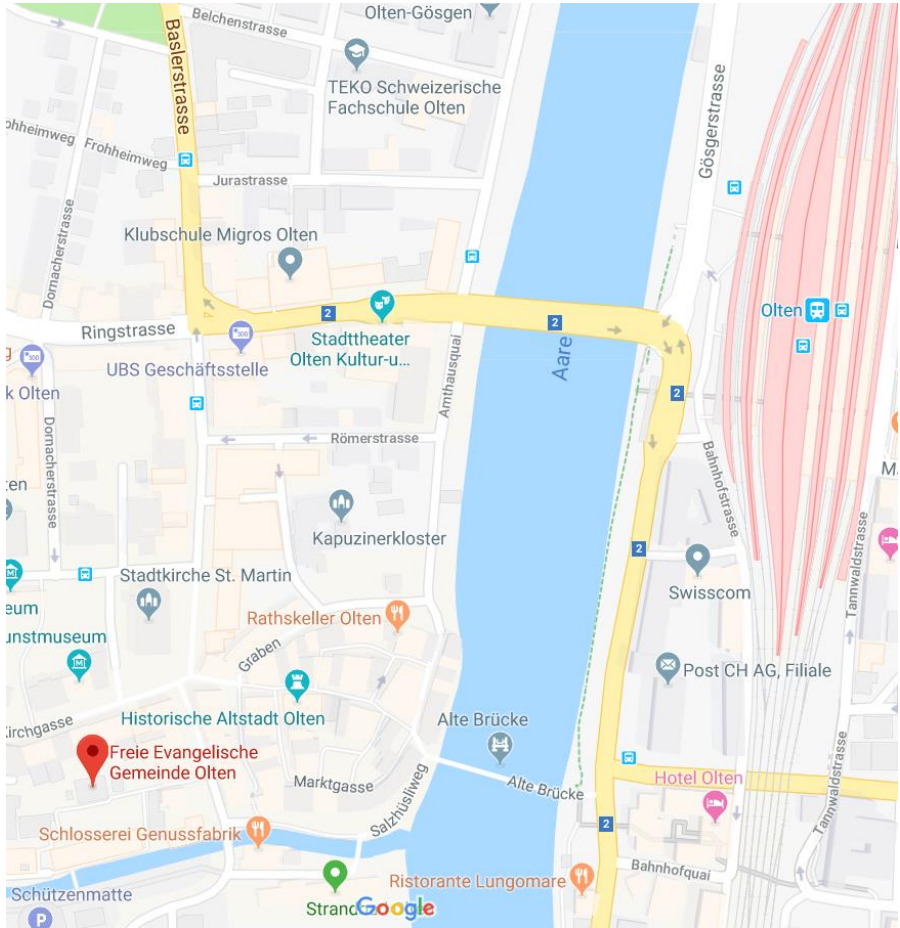 Olten-Gösgen
Belchenstrasse
Baslerstrasse
TEKO Schweizerische
Fachschule Olten
Gösgerstrasse
Frohheimweg
Jurastrasse
Dornacherstrasse
Klubschule Migros Olten
Olten
2
2
Ringstrasse
Stadttheater
Olten Kultur-u...
Aare
UBS Geschäftsstelle
k Olten
2
Amthausquai
Römerstrasse
Dornacherstrasse
Bahnhofstrasse
Kapuzinerkloster
2
Swisscom
Tannwaldstrasse
Stadtkirche St. Martin
eum
Rathskeller Olten
unstmuseum
Graben
Post CH AG, Filiale
Kirchgasse
Historische Altstadt Olten
Alte Brücke
Freie Evangelische
Gemeinde Olten
Marktgasse
Salzhüsliweg
Alte Brücke
Hotel Olten
Tannwaldstrasse
Schlosserei Genussfabrik
2
Bahnhofquai
Ristorante Lungomare
Schützenmatte
P
Strand
Google